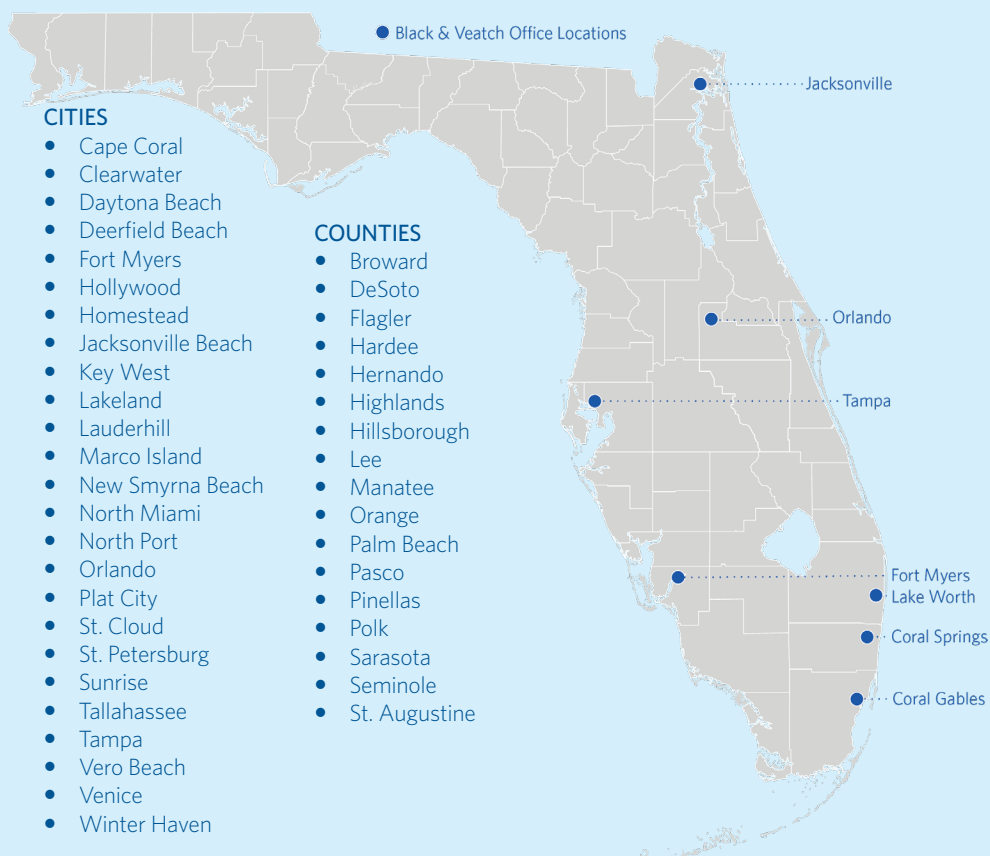 Black & Veatch Office Locations
Jacksonville
Orlando
Tampa
Fort Myers
Lake Worth
Coral Springs
Coral Gables
CITIES
• Cape Coral
• Clearwater
• Daytona Beach
• Deerfield Beach
• Fort Myers
• Hollywood
• Homestead
• Jacksonville Beach
• Key West
• Lakeland
• Lauderhill
• Marco Island
• New Smyrna Beach
• North Miami
• North Port
• Orlando
• Plat City
• St. Cloud
• St. Petersburg
• Sunrise
• Tallahassee
• Tampa
• Vero Beach
• Venice
• Winter Haven
COUNTIES
• Broward
• DeSoto
• Flagler
• Hardee
• Hernando
• Highlands
• Hillsborough
• Lee
• Manatee
• Orange
• Palm Beach
• Pasco
• Pinellas
• Polk
• Sarasota
• Seminole
• St. Augustine